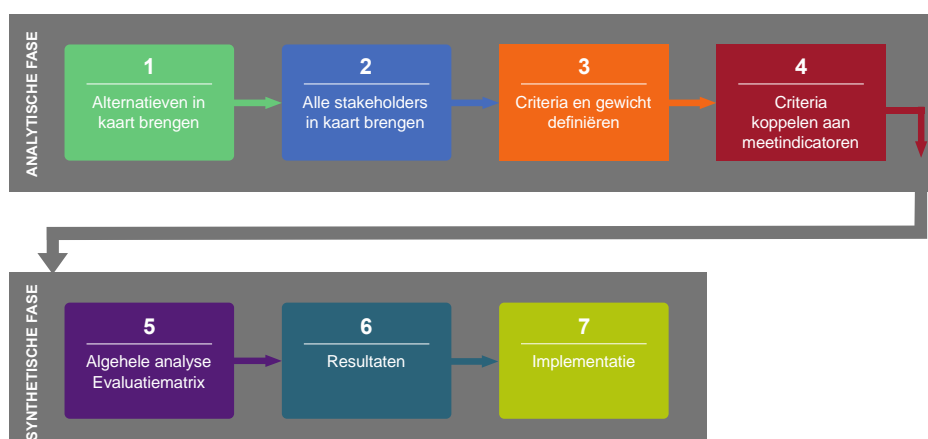 ANALYTISCHE FASE
1
Alternatieven in
kaart brengen
2
Alle stakeholders
in kaart brengen
3
Criteria en gewicht
definiëren
4
Criteria
koppelen aan
meetindicatoren
SYNTHETISCHE FASE
5
Algehele analyse
Evaluatiematrix
6
Resultaten
7
Implementatie